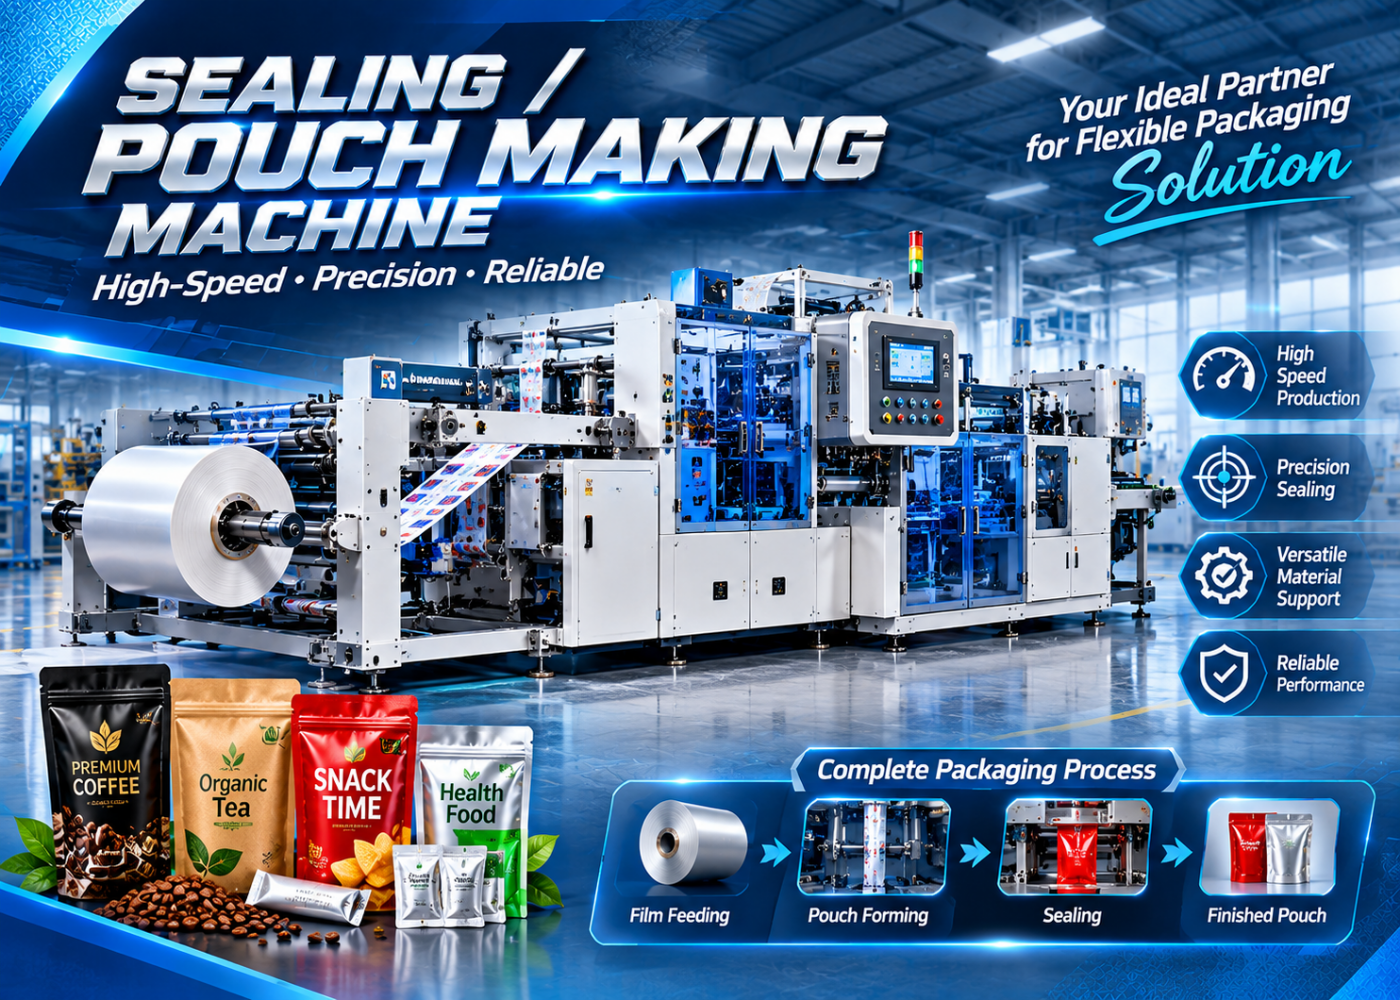 SEALING /
POUCH MAKING
MACHINE
High-Speed • Precision • Reliable
Your Ideal Partner
for Flexible Packaging
Solution
High
Speed
Production
Precision
Sealing
Versatile
Material
Support
Reliable
Performance
PREMIUM
COFFEE
Organic
Tea
SNACK
TIME
Health
Food
Complete Packaging Process
Film Feeding
Pouch Forming
Sealing
Finished Pouch